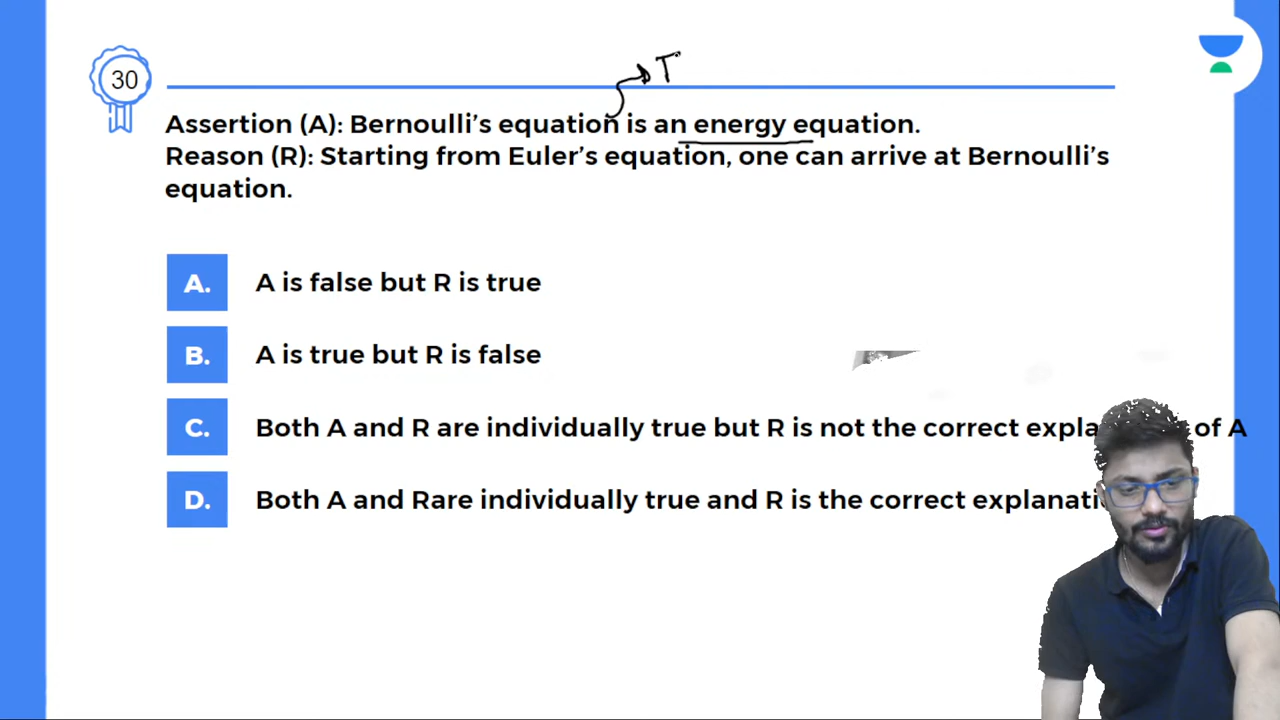 30
T
Assertion (A): Bernoulli's equation is an energy equation.
Reason (R): Starting from Euler's equation, one can arrive at Bernoulli's
equation.
A. A is false but R is true
B. A is true but R is false
C. Both A and R are individually true but R is not the correct expla of A
D. Both A and Rare individually true and R is the correct explanati